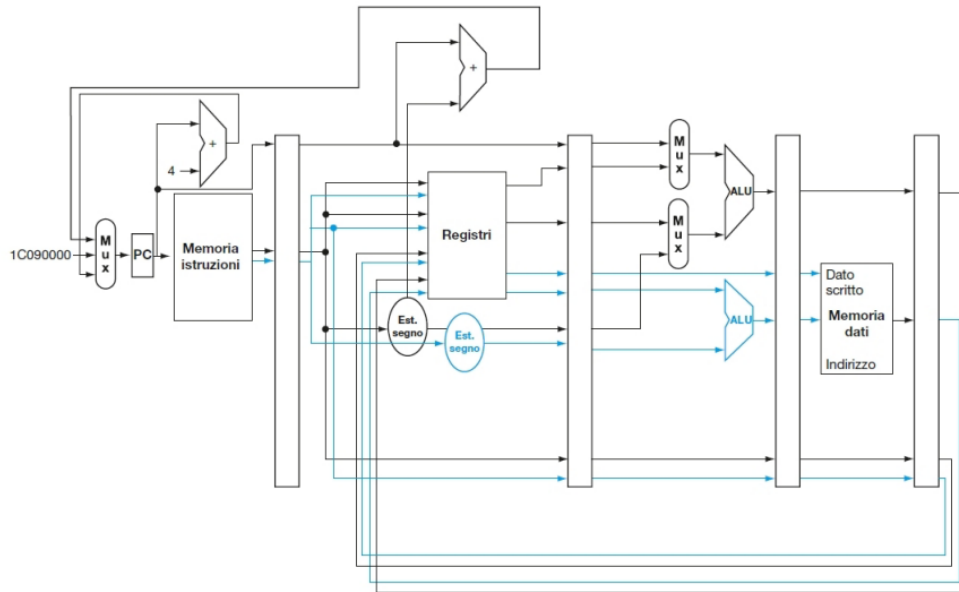 +
+
4
M
u
x
ALU
M
u
x
Registri
1C090000
M
u
x
PC
Memoria
istruzioni
Dato
scritto
Memoria
dati
Indirizzo
ALU
Est.
segno
Est.
segno